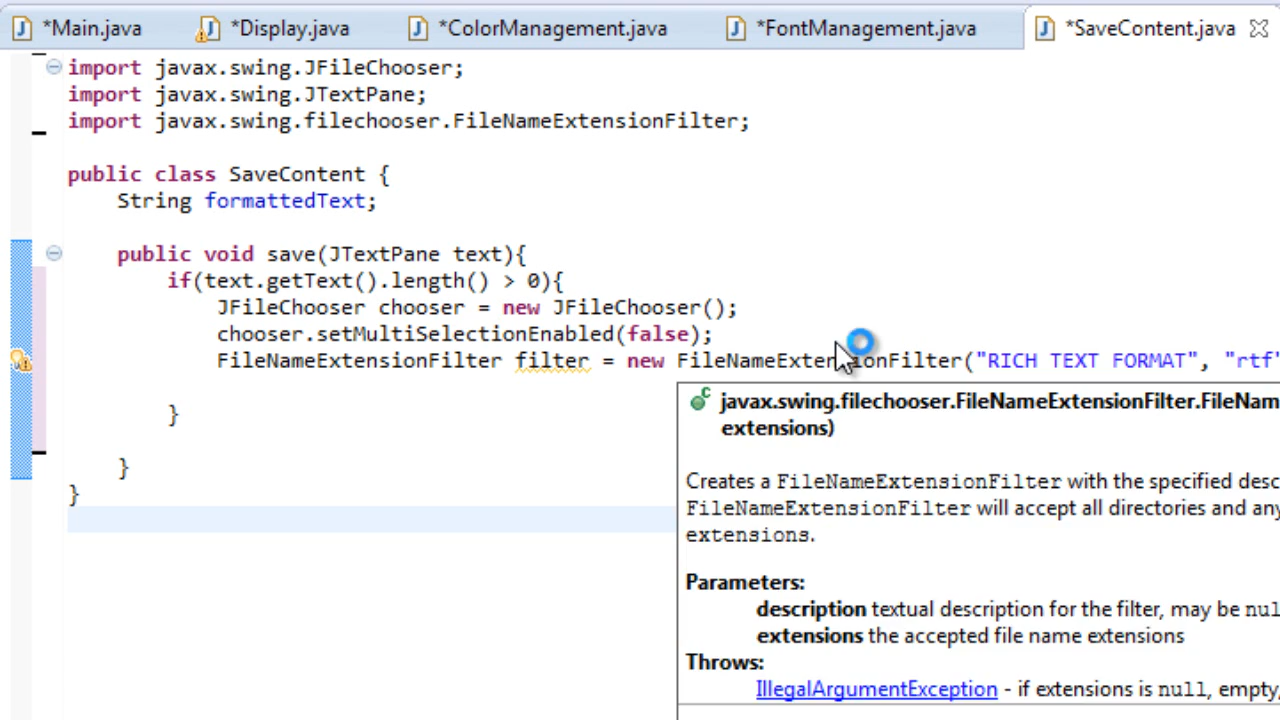 *Main.java *Display.java *ColorManagement.java *FontManagement.java *SaveContent.java
import javax.swing.JFileChooser;
import javax.swing.JTextPane;
import javax.swing.filechooser.FileNameExtensionFilter;
public class SaveContent {
String formattedText;
public void save(JTextPane text){
if(text.getText().length() > 0){
JFileChooser chooser = new JFileChooser();
chooser.setMultiSelectionEnabled(false);
FileNameExtensionFilter filter = new FileNameExtensionFilter("RICH TEXT FORMAT", "rtf"
}
}
}
javax.swing.filechooser.FileNameExtensionFilter.FileNam
extensions)
Creates a FileNameExtensionFilter with the specified desc
FileNameExtensionFilter will accept all directories and any
extensions.
Parameters:
description textual description for the filter, may be nul
extensions the accepted file name extensions
Throws:
IllegalArgumentException - if extensions is null, empty,